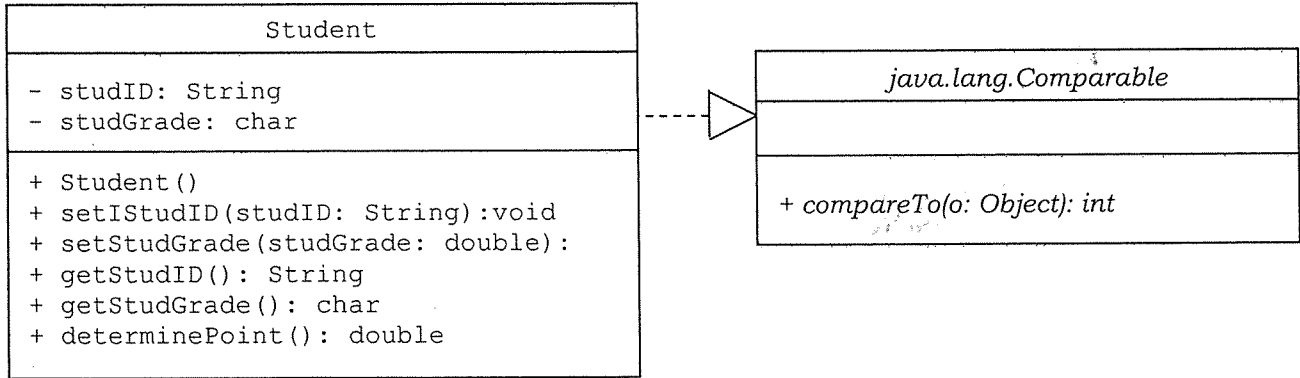 Student
- studID: String
- studGrade: char
+ Student()
+ setIStudID(studID: String):void
+ setStudGrade(studGrade: double):
+ getStudID(): String
+ getStudGrade(): char
+ determinePoint(): double
java.lang.Comparable
+ compareTo(o: Object): int